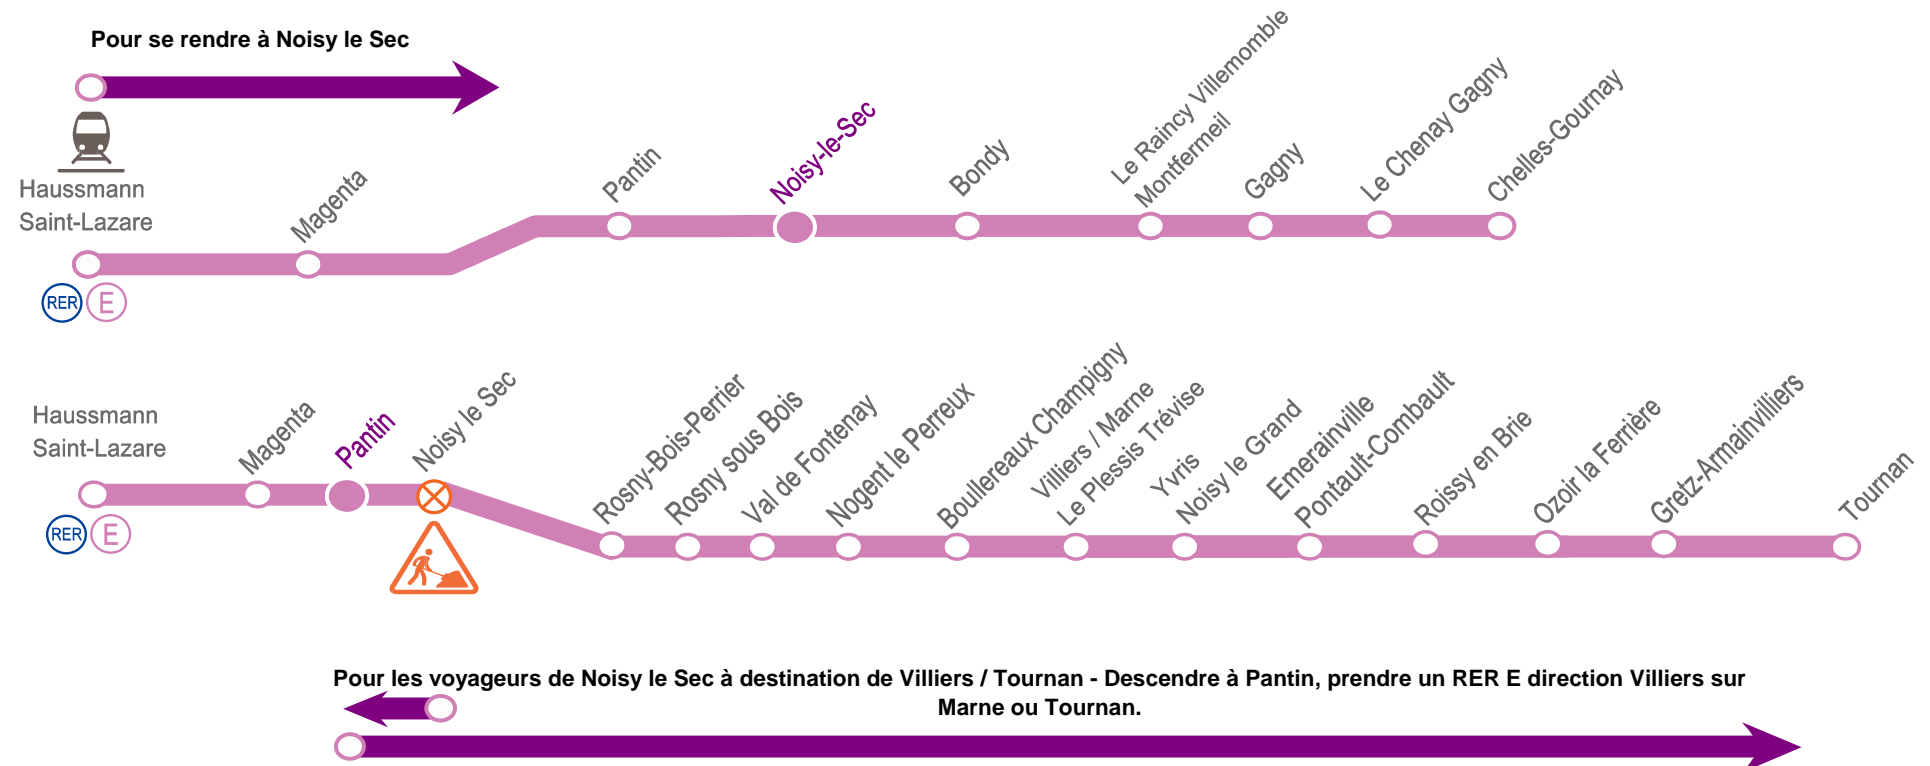 Pour se rendre à Noisy le Sec
Haussmann
Saint-Lazare
Magenta
Pantin
Noisy-le-Sec
Bondy
Le Raincy Villemomble
Montfermeil
Gagny
Le Chenay Gagny
Chelles-Gournay
RER E
Haussmann
Saint-Lazare
Magenta
Pantin
Noisy le Sec
Rosny-Bois-Perrier
Rosny sous Bois
Val de Fontenay
Nogent le Perreux
Boullereaux Champigny
Villiers / Marne
Le Plessis Trévise
Yvris
Noisy le Grand
Emerainville
Pontault-Combault
Roissy en Brie
Ozoir la Ferrière
Gretz-Armainvilliers
Tournan
RER E
Pour les voyageurs de Noisy le Sec à destination de Villiers / Tournan - Descendre à Pantin, prendre un RER E direction Villiers sur
Marne ou Tournan.